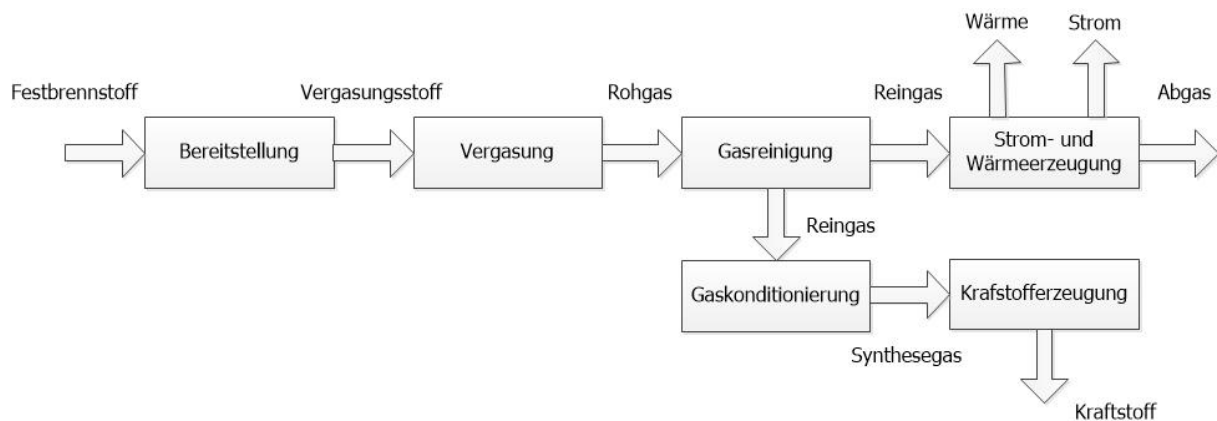 Wärme
Strom
Festbrennstoff
Vergasungsstoff
Rohgas
Reingas
Abgas
Bereitstellung
Vergasung
Gasreinigung
Strom- und
Wärmeerzeugung
Reingas
Gaskonditionierung
Krafstofferzeugung
Synthesegas
Kraftstoff